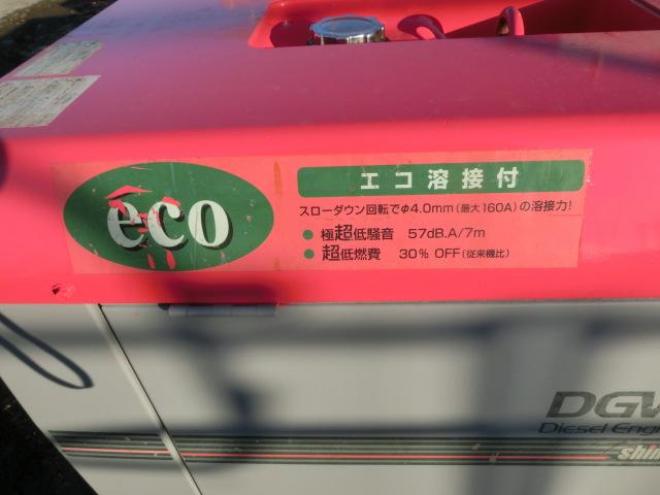 eco
エコ溶接付
スローダウン回転でφ4.0mm(最大160A)の溶接力!
● 極超低騒音 57dB.A/7m
● 超低燃費 30% OFF(従来機比)
DGW
Diesel Engi
shin